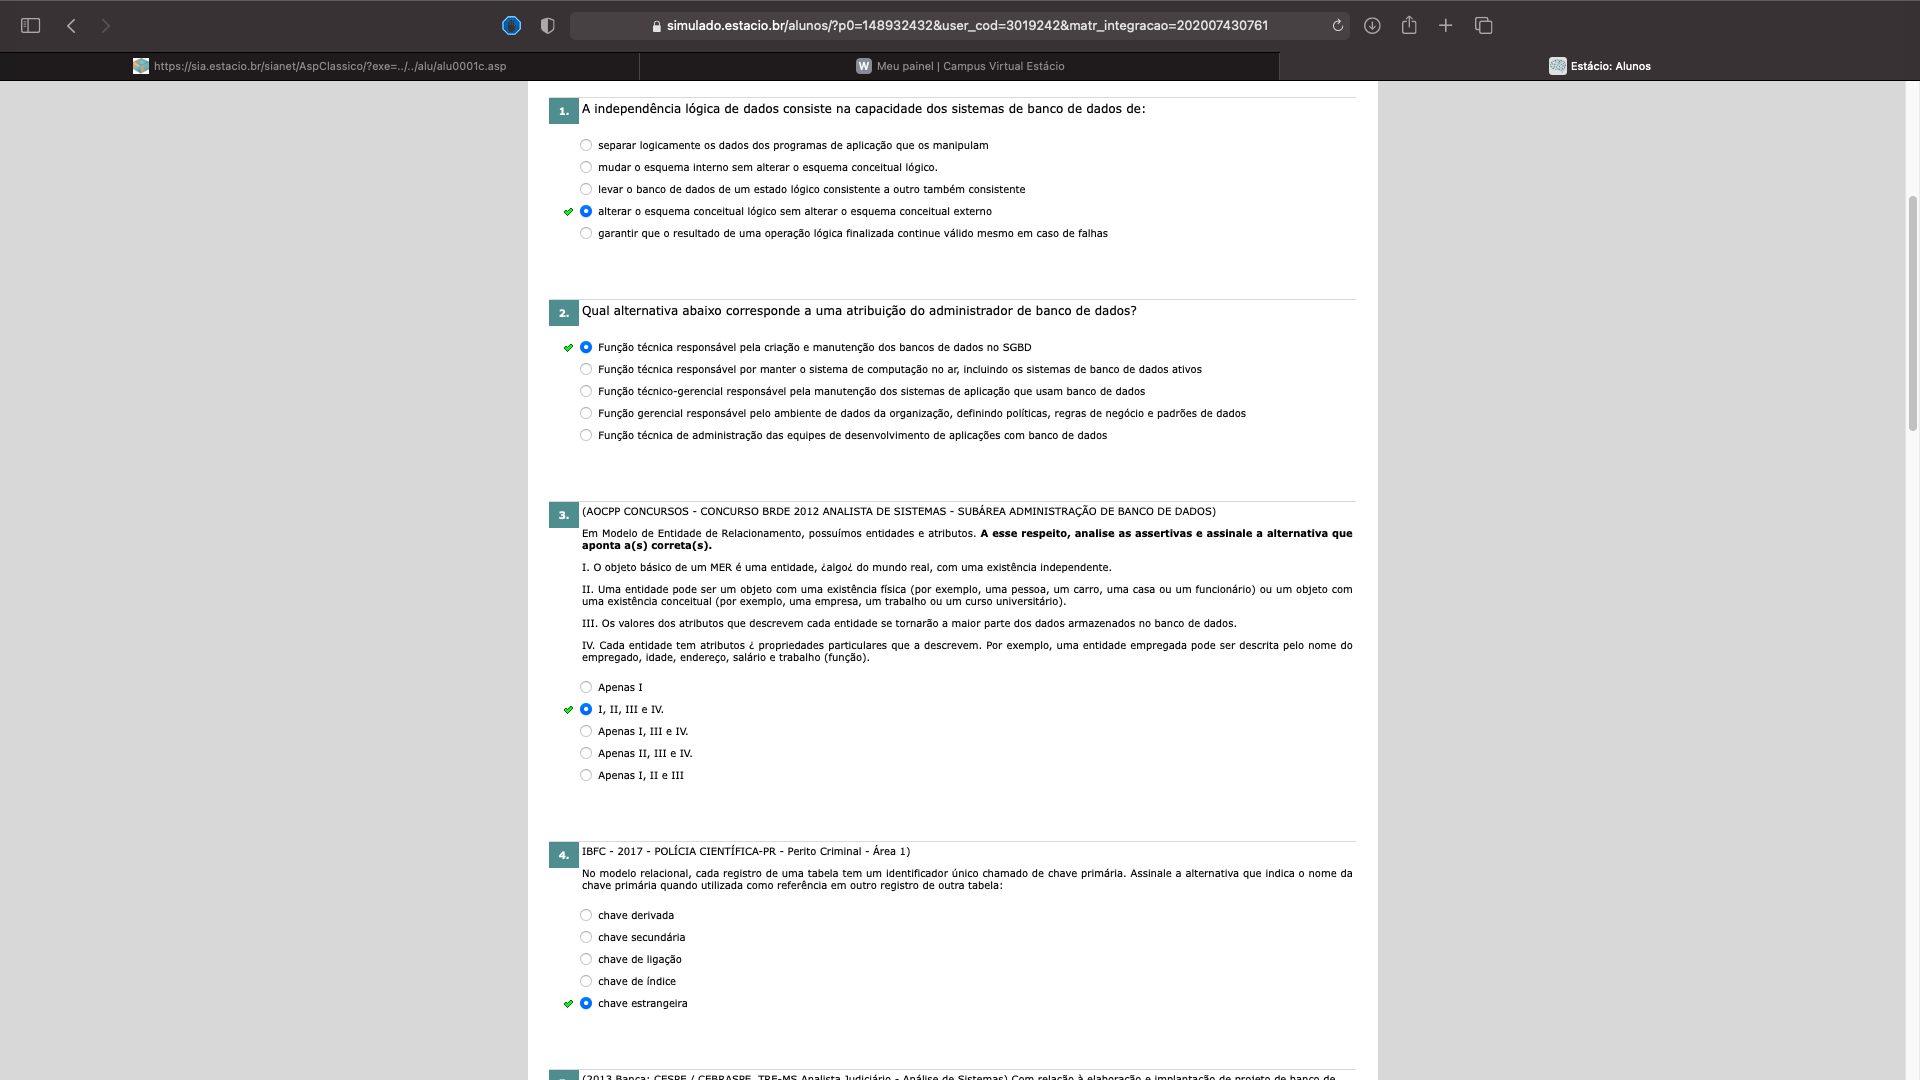 simulado.estacio.br/alunos/?p0=148932432&user_cod=3019242&matr_integracao=202007430761
https://sia.estacio.br/sianet/AspClassico/?exe=../../alu/alu0001c.asp
W Meu painel | Campus Virtual Estácio
Estácio: Alunos
1. A independência lógica de dados consiste na capacidade dos sistemas de banco de dados de:
separar logicamente os dados dos programas de aplicação que os manipulam
mudar o esquema interno sem alterar o esquema conceitual lógico.
levar o banco de dados de um estado lógico consistente a outro também consistente
alterar o esquema conceitual lógico sem alterar o esquema conceitual externo
garantir que o resultado de uma operação lógica finalizada continue válido mesmo em caso de falhas
2. Qual alternativa abaixo corresponde a uma atribuição do administrador de banco de dados?
Função técnica responsável pela criação e manutenção dos bancos de dados no SGBD
Função técnica responsável por manter o sistema de computação no ar, incluindo os sistemas de banco de dados ativos
Função técnico-gerencial responsável pela manutenção dos sistemas de aplicação que usam banco de dados
Função gerencial responsável pelo ambiente de dados da organização, definindo políticas, regras de negócio e padrões de dados
Função técnica de administração das equipes de desenvolvimento de aplicações com banco de dados
3. (AOCPP CONCURSOS - CONCURSO BRDE 2012 ANALISTA DE SISTEMAS - SUBÁREA ADMINISTRAÇÃO DE BANCO DE DADOS)
Em Modelo de Entidade de Relacionamento, possuímos entidades e atributos. A esse respeito, analise as assertivas e assinale a alternativa que
aponta a(s) correta(s).
I. O objeto básico de um MER é uma entidade, ¿algo¿ do mundo real, com uma existência independente.
II. Uma entidade pode ser um objeto com uma existência física (por exemplo, uma pessoa, um carro, uma casa ou um funcionário) ou um objeto com
uma existência conceitual (por exemplo, uma empresa, um trabalho ou um curso universitário).
III. Os valores dos atributos que descrevem cada entidade se tornarão a maior parte dos dados armazenados no banco de dados.
IV. Cada entidade tem atributos ¿ propriedades particulares que a descrevem. Por exemplo, uma entidade empregada pode ser descrita pelo nome do
empregado, idade, endereço, salário e trabalho (função).
Apenas I
I, II, III e IV.
Apenas I, III e IV.
Apenas II, III e IV.
Apenas I, II e III
4. IBFC - 2017 - POLÍCIA CIENTÍFICA-PR - Perito Criminal - Área 1)
No modelo relacional, cada registro de uma tabela tem um identificador único chamado de chave primária. Assinale a alternativa que indica o nome da
chave primária quando utilizada como referência em outro registro de outra tabela:
chave derivada
chave secundária
chave de ligação
chave de índice
chave estrangeira
(2013 Banca: CESPE / CEBRASPE, TRE-MS Analista Judiciário - Análise de Sistemas) Com relação à elaboração e implantação de projeto de banco de